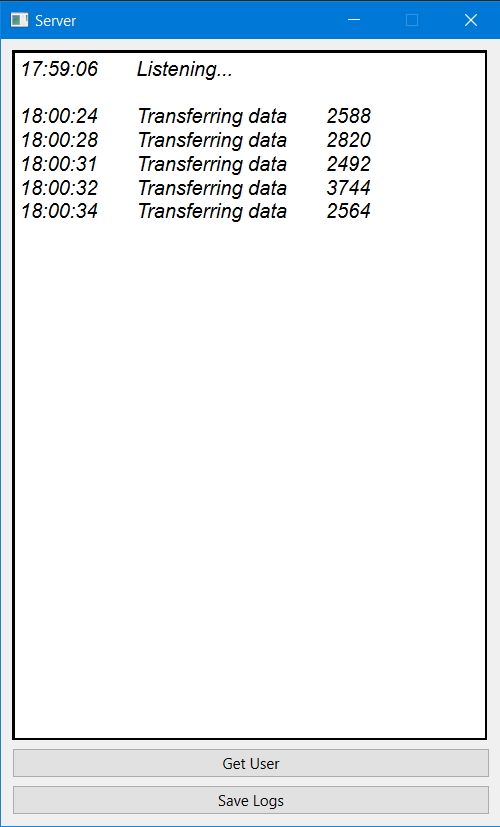 Server
17:59:06 Listening...
18:00:24 Transferring data 2588
18:00:28 Transferring data 2820
18:00:31 Transferring data 2492
18:00:32 Transferring data 3744
18:00:34 Transferring data 2564
Get User
Save Logs